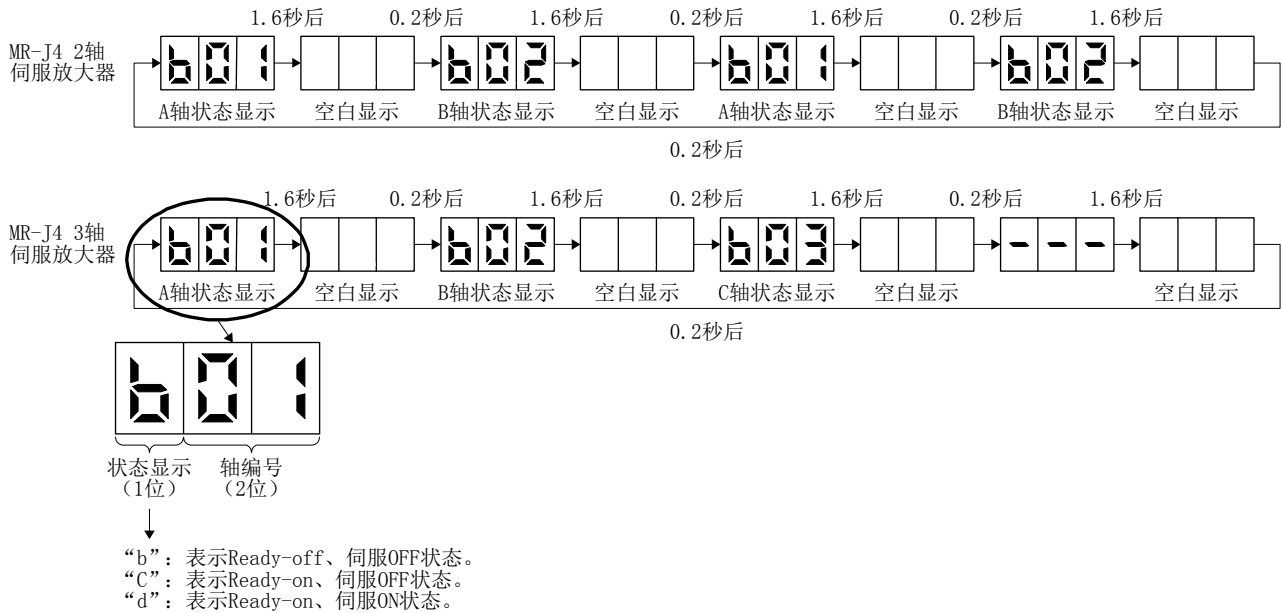 1.6秒后 0.2秒后 1.6秒后 0.2秒后 1.6秒后 0.2秒后 1.6秒后
MR-J4 2轴
伺服放大器
b01 b02 b01 b02
A轴状态显示 空白显示 B轴状态显示 空白显示 A轴状态显示 空白显示 B轴状态显示 空白显示
0.2秒后
1.6秒后 0.2秒后 1.6秒后 0.2秒后 1.6秒后 0.2秒后 1.6秒后
MR-J4 3轴
伺服放大器
b01 b02 b03 ---
A轴状态显示 空白显示 B轴状态显示 空白显示 C轴状态显示 空白显示 空白显示
0.2秒后
b01
状态显示 轴编号
（1位） （2位）
“b”：表示Ready-off、伺服OFF状态。
“C”：表示Ready-on、伺服OFF状态。
“d”：表示Ready-on、伺服ON状态。